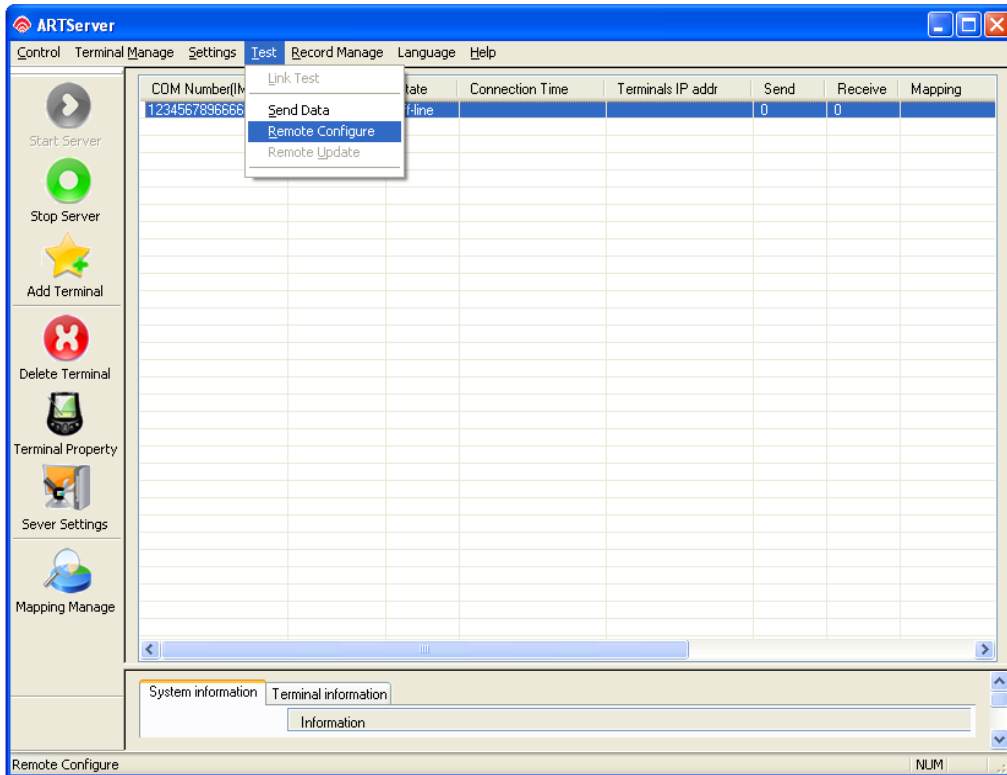 ARTServer
Control Terminal Manage Settings Test Record Manage Language Help
Link Test
Send Data
Remote Configure
Remote Update
Start Server
Stop Server
Add Terminal
Delete Terminal
Terminal Property
Sever Settings
Mapping Manage
COM Number(IM tate Connection Time Terminals IP addr Send Receive Mapping
1234567896666 f-line 0 0
System information Terminal information
Information
Remote Configure NUM